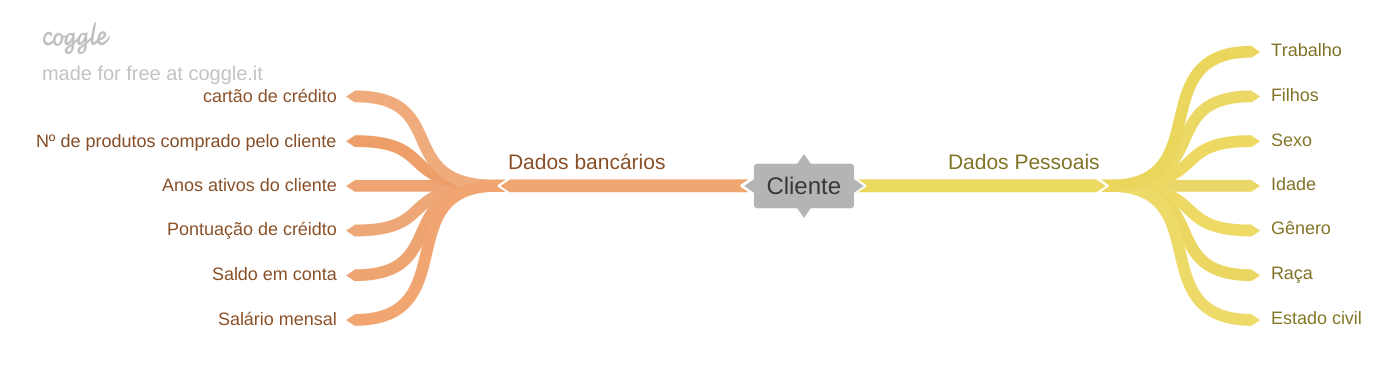 coggle
made for free at coggle.it
cartão de crédito
Nº de produtos comprado pelo cliente
Anos ativos do cliente
Pontuação de créidto
Saldo em conta
Salário mensal
Dados bancários
Cliente
Dados Pessoais
Trabalho
Filhos
Sexo
Idade
Gênero
Raça
Estado civil